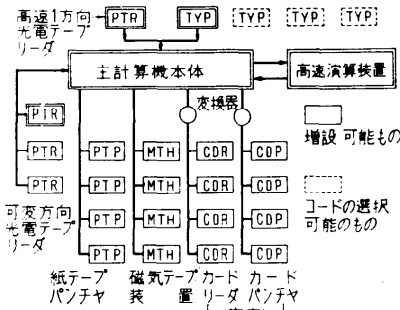 高速1方向
光電テープ
リーダ
PTR
TYP
TYP
TYP
TYP
主計算機本体
高速演算装置
変換器
PTR
PTR
PTR
可変方向
光電テープ
リーダ
PTP
MTH
CDR
CDP
PTP
MTH
CDR
CDP
PTP
MTH
CDR
CDP
PTP
MTH
CDR
CDP
紙テープ
パンチャ
磁気テープ
装置
カード
リーダ
カード
パンチャ
増設可能もの
コードの選択
可能のもの